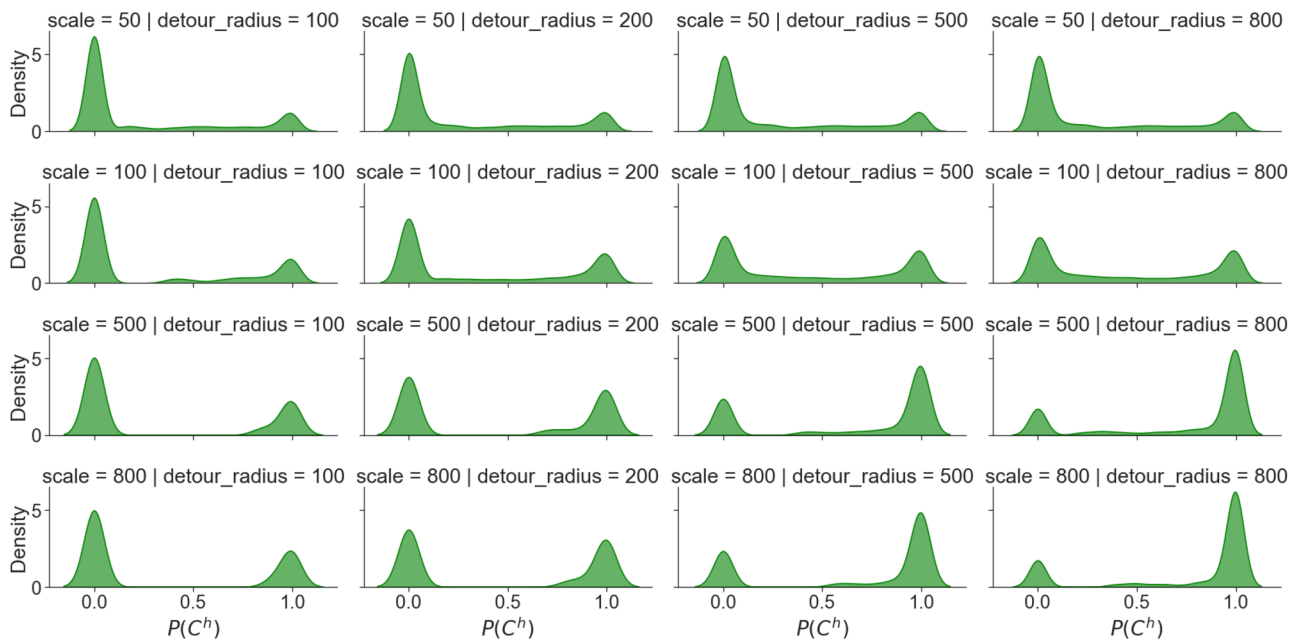 scale = 50 | detour_radius = 100
scale = 50 | detour_radius = 200
scale = 50 | detour_radius = 500
scale = 50 | detour_radius = 800
Density
5
0
scale = 100 | detour_radius = 100
scale = 100 | detour_radius = 200
scale = 100 | detour_radius = 500
scale = 100 | detour_radius = 800
Density
5
0
scale = 500 | detour_radius = 100
scale = 500 | detour_radius = 200
scale = 500 | detour_radius = 500
scale = 500 | detour_radius = 800
Density
5
0
scale = 800 | detour_radius = 100
scale = 800 | detour_radius = 200
scale = 800 | detour_radius = 500
scale = 800 | detour_radius = 800
Density
5
0
0.0 0.5 1.0
0.0 0.5 1.0
0.0 0.5 1.0
0.0 0.5 1.0
P(C^h)
P(C^h)
P(C^h)
P(C^h)